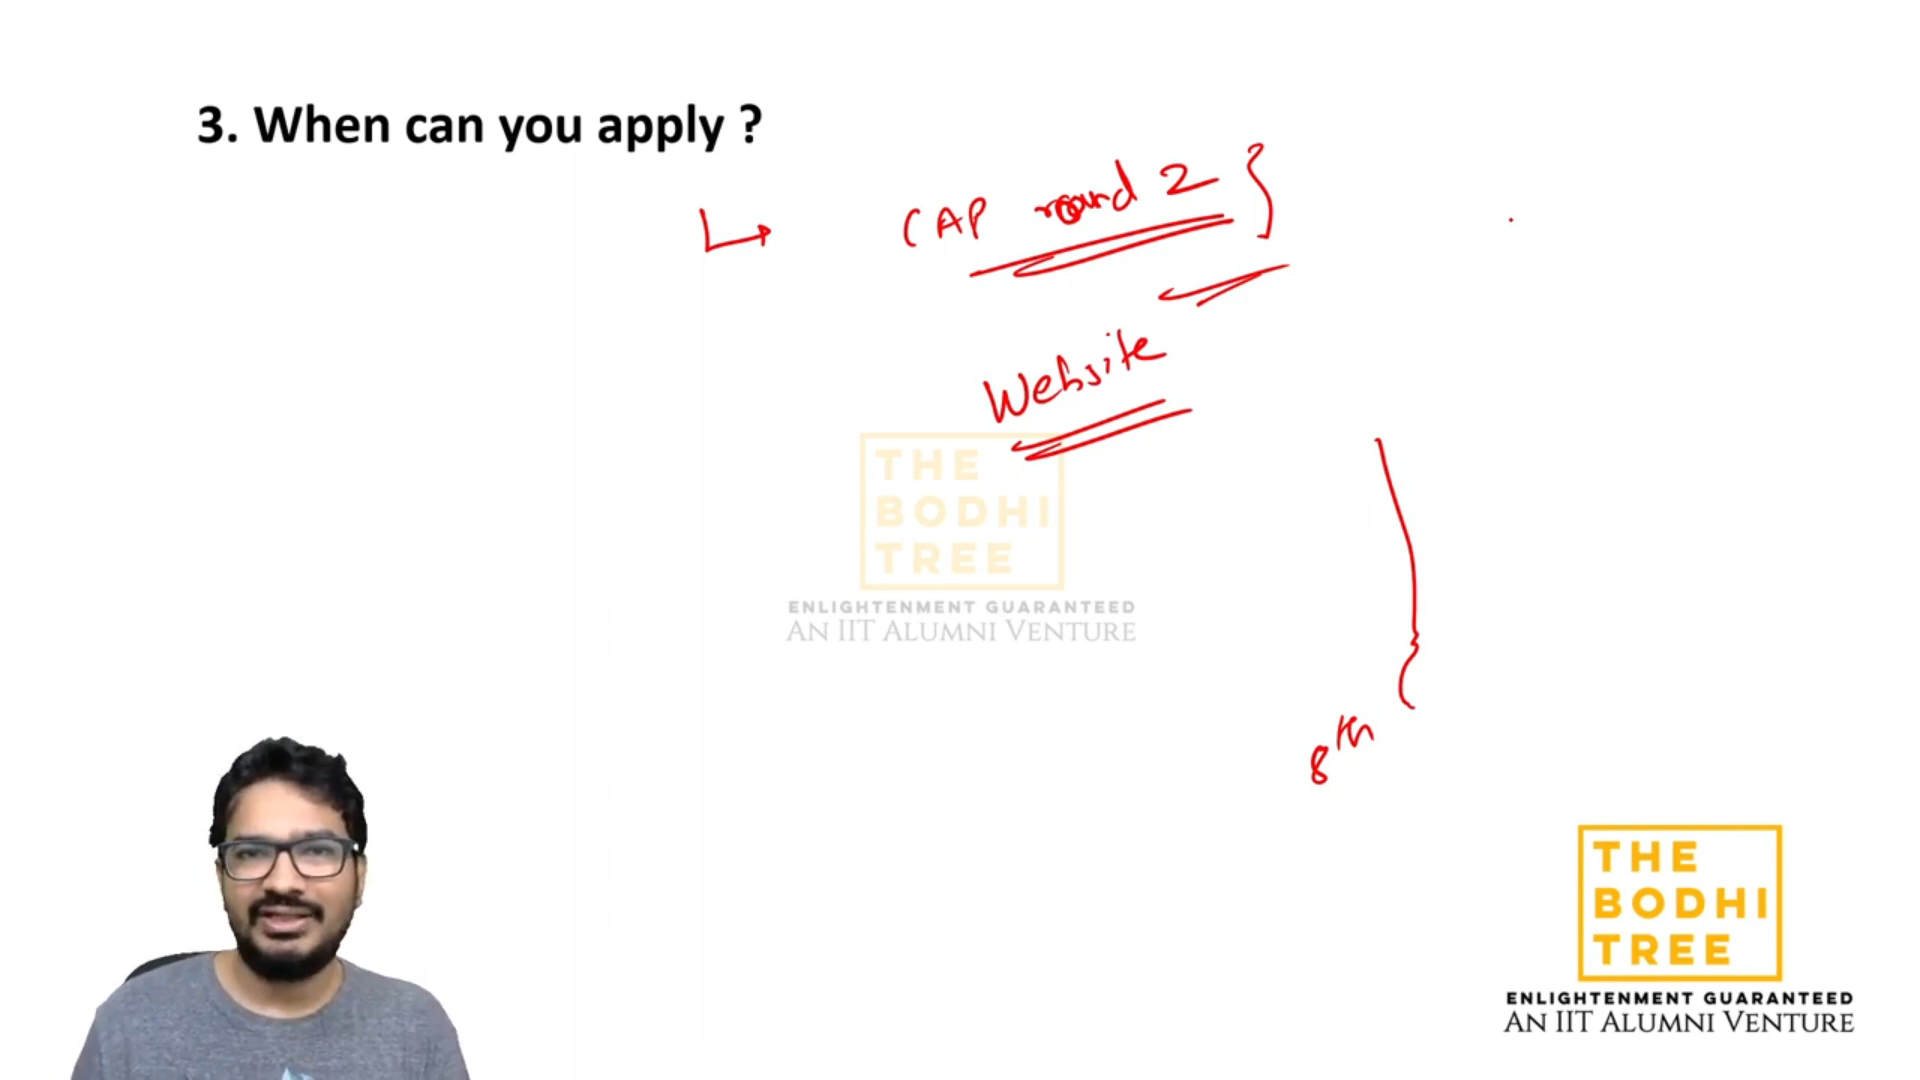 3. When can you apply ?
CAP round 2
Website
THE
BODHI
TREE
ENLIGHTENMENT GUARANTEED
AN IIT ALUMNI VENTURE
8th
THE
BODHI
TREE
ENLIGHTENMENT GUARANTEED
AN IIT ALUMNI VENTURE